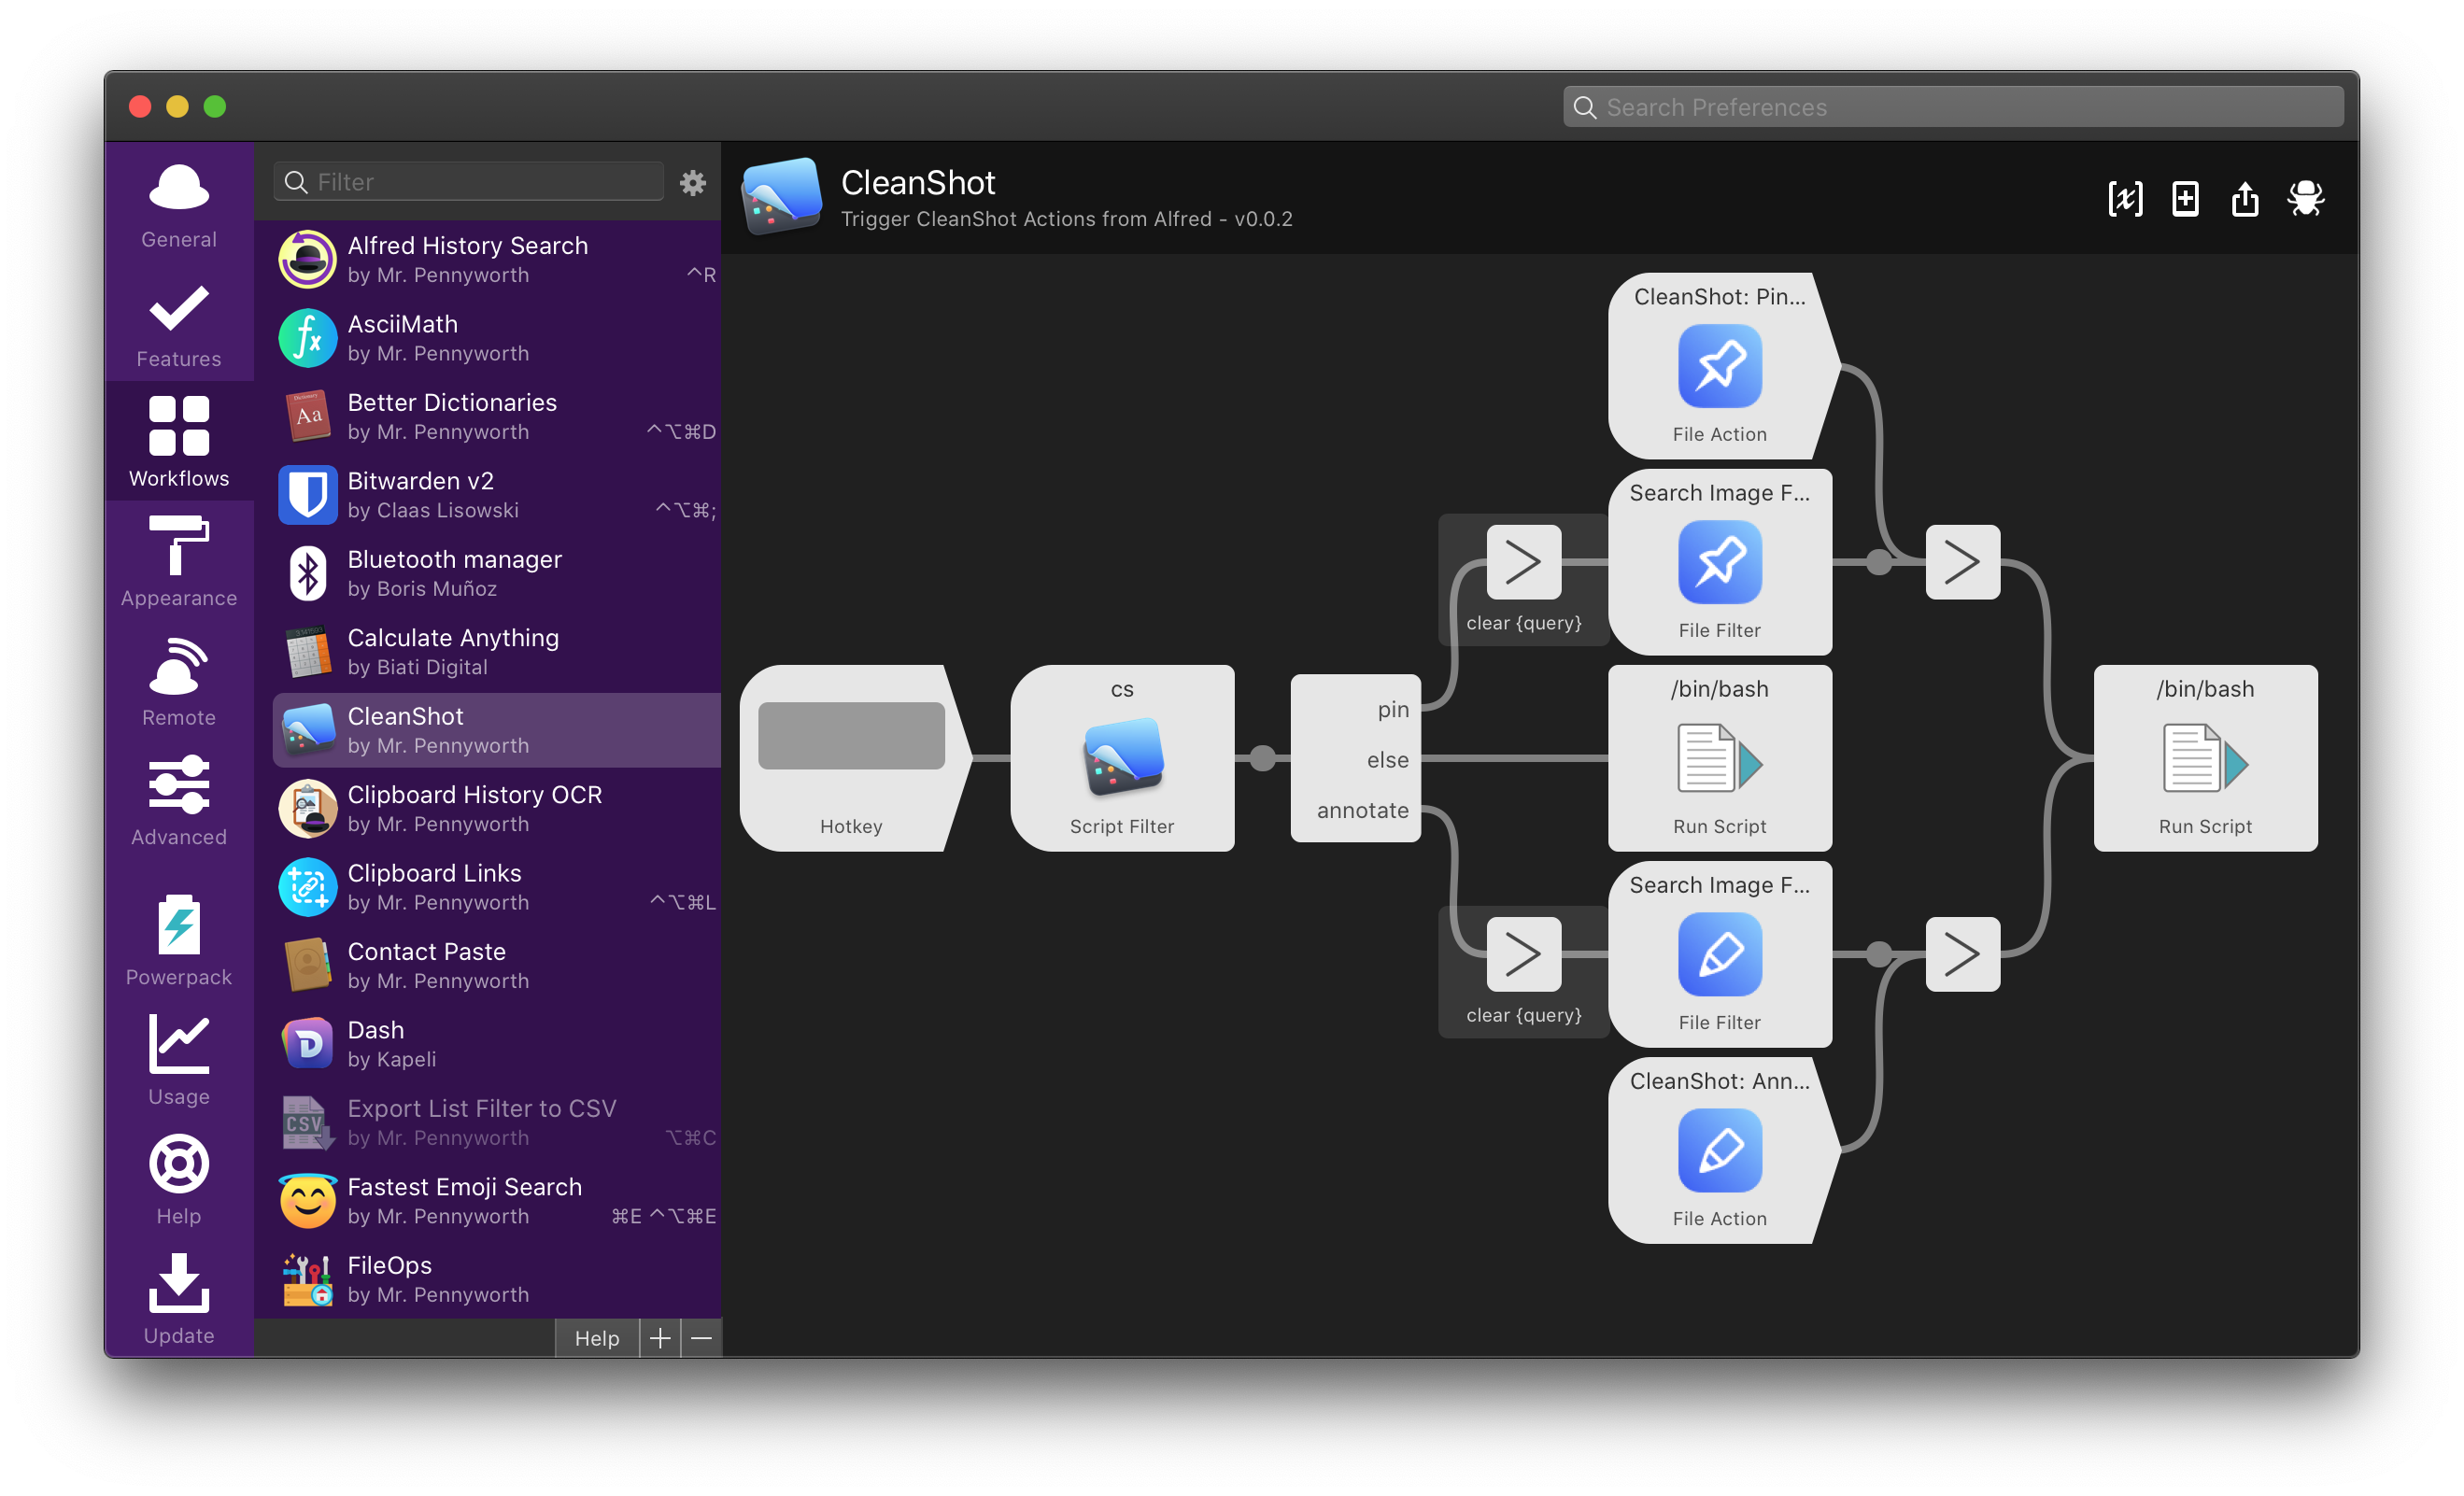 Search Preferences
General
Features
Workflows
Appearance
Remote
Advanced
Powerpack
Usage
Help
Update
Filter
Alfred History Search
by Mr. Pennyworth ^R
AsciiMath
by Mr. Pennyworth
Better Dictionaries
by Mr. Pennyworth ^⌥⌘D
Bitwarden v2
by Claas Lisowski ^⌥⌘;
Bluetooth manager
by Boris Muñoz
Calculate Anything
by Biati Digital
CleanShot
by Mr. Pennyworth
Clipboard History OCR
by Mr. Pennyworth
Clipboard Links
by Mr. Pennyworth ^⌥⌘L
Contact Paste
by Mr. Pennyworth
Dash
by Kapeli
Export List Filter to CSV
by Mr. Pennyworth ⌥⌘C
Fastest Emoji Search
by Mr. Pennyworth ⌘E ^⌥⌘E
FileOps
by Mr. Pennyworth
Help
CleanShot
Trigger CleanShot Actions from Alfred - v0.0.2
CleanShot: Pin...
File Action
Search Image F...
File Filter
clear {query}
Hotkey
cs
Script Filter
pin
else
annotate
/bin/bash
Run Script
/bin/bash
Run Script
Search Image F...
File Filter
clear {query}
CleanShot: Ann...
File Action
Aa
CSV